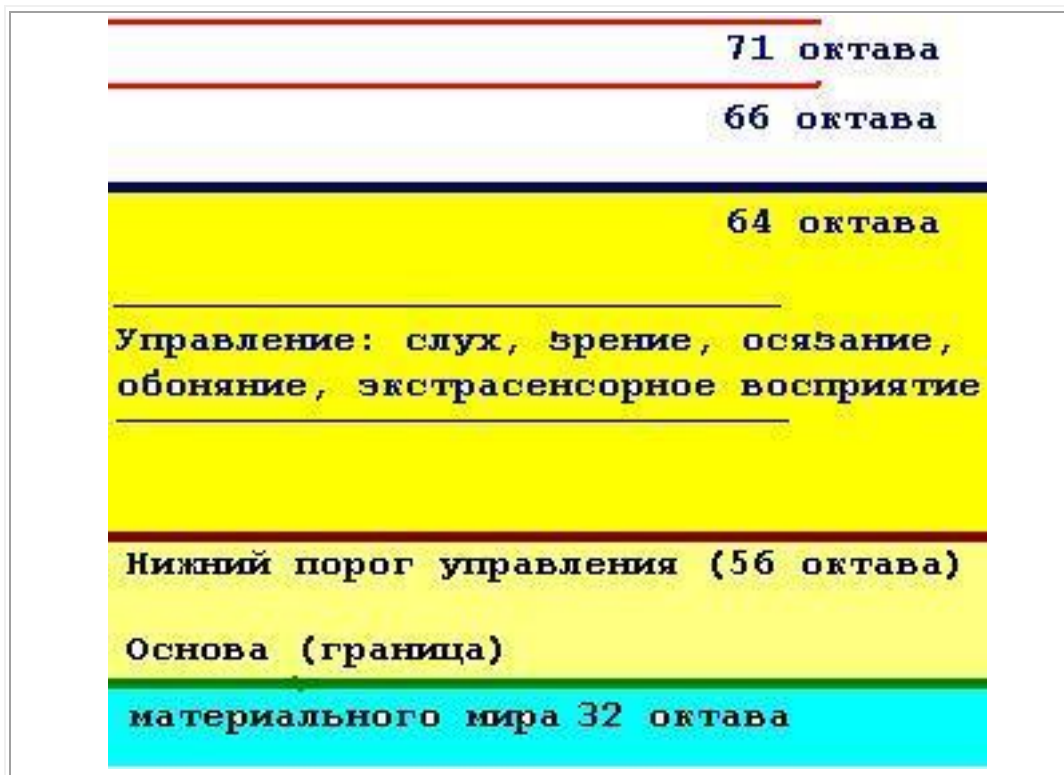 71 октава
66 октава
64 октава
Управление: слух, зрение, осязание,
обоняние, экстрасенсорное восприятие
Нижний порог управления (56 октава)
Основа (граница)
материального мира 32 октава